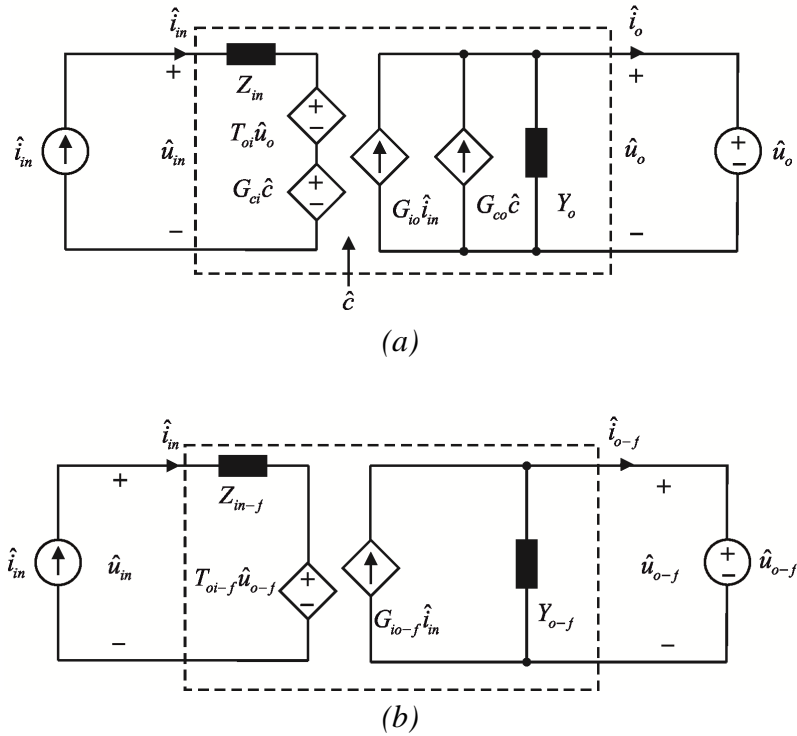 î_in
î_o
+
+
Z_in
+
−
T_oi û_o
î_in
û_in
+
−
G_ci ĉ
G_io î_in
G_co ĉ
Y_o
û_o
+
−
û_o
−
−
ĉ
(a)
î_in
î_o−f
+
+
Z_in−f
î_in
û_in
T_oi−f û_o−f
+
−
G_io−f î_in
Y_o−f
û_o−f
+
−
û_o−f
−
−
(b)